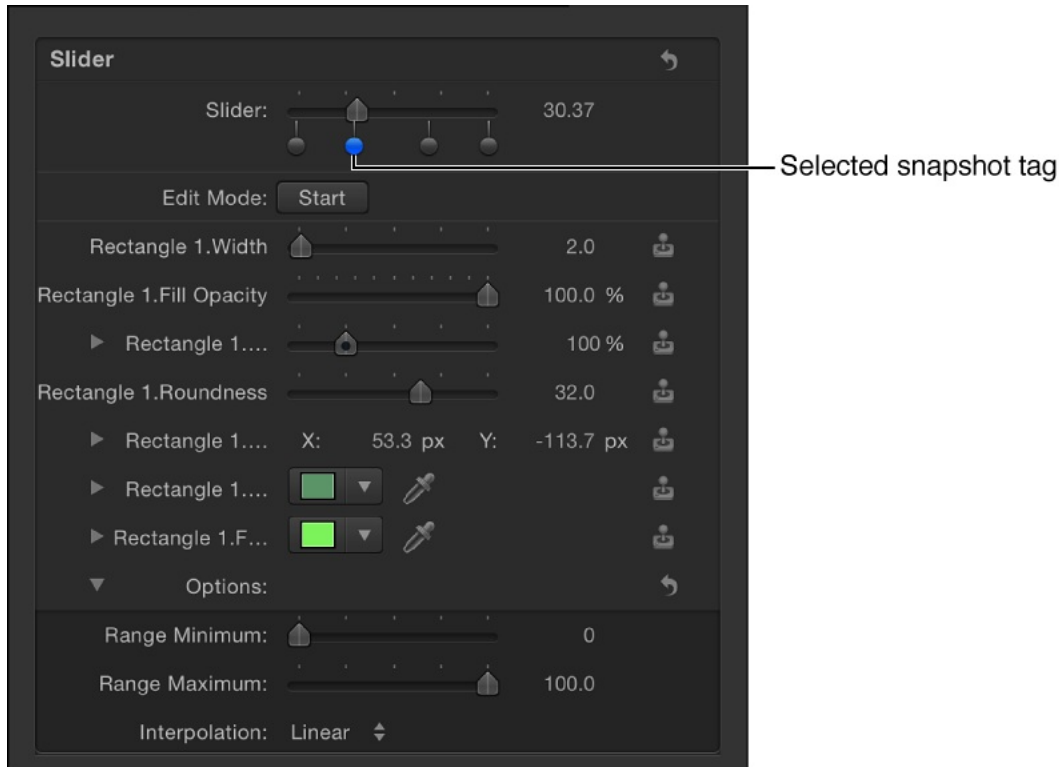 Slider
Slider: 30.37
Selected snapshot tag
Edit Mode: Start
Rectangle 1.Width 2.0
Rectangle 1.Fill Opacity 100.0 %
Rectangle 1.... 100 %
Rectangle 1.Roundness 32.0
Rectangle 1.... X: 53.3 px Y: -113.7 px
Rectangle 1....
Rectangle 1.F...
Options:
Range Minimum: 0
Range Maximum: 100.0
Interpolation: Linear